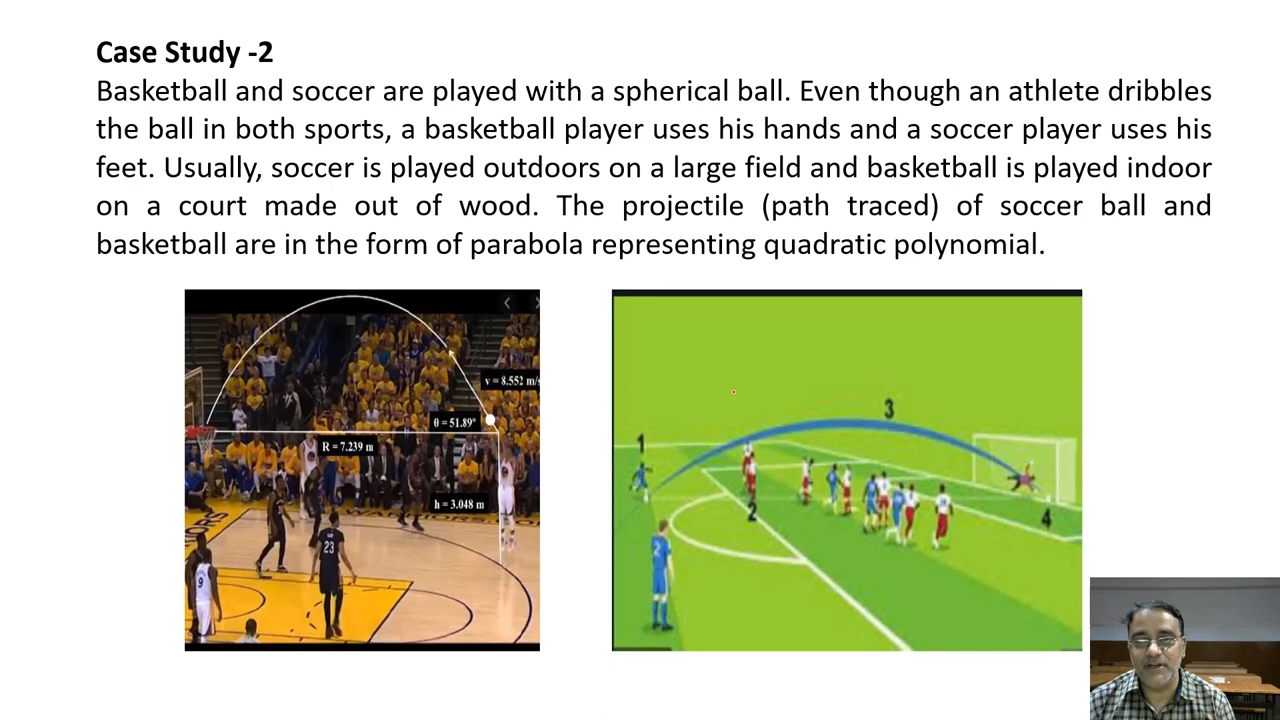 Case Study -2
Basketball and soccer are played with a spherical ball. Even though an athlete dribbles
the ball in both sports, a basketball player uses his hands and a soccer player uses his
feet. Usually, soccer is played outdoors on a large field and basketball is played indoor
on a court made out of wood. The projectile (path traced) of soccer ball and
basketball are in the form of parabola representing quadratic polynomial.
v = 8.552 m/s
θ = 51.89°
R = 7.239 m
h = 3.048 m
23
9
1
2
3
4
2